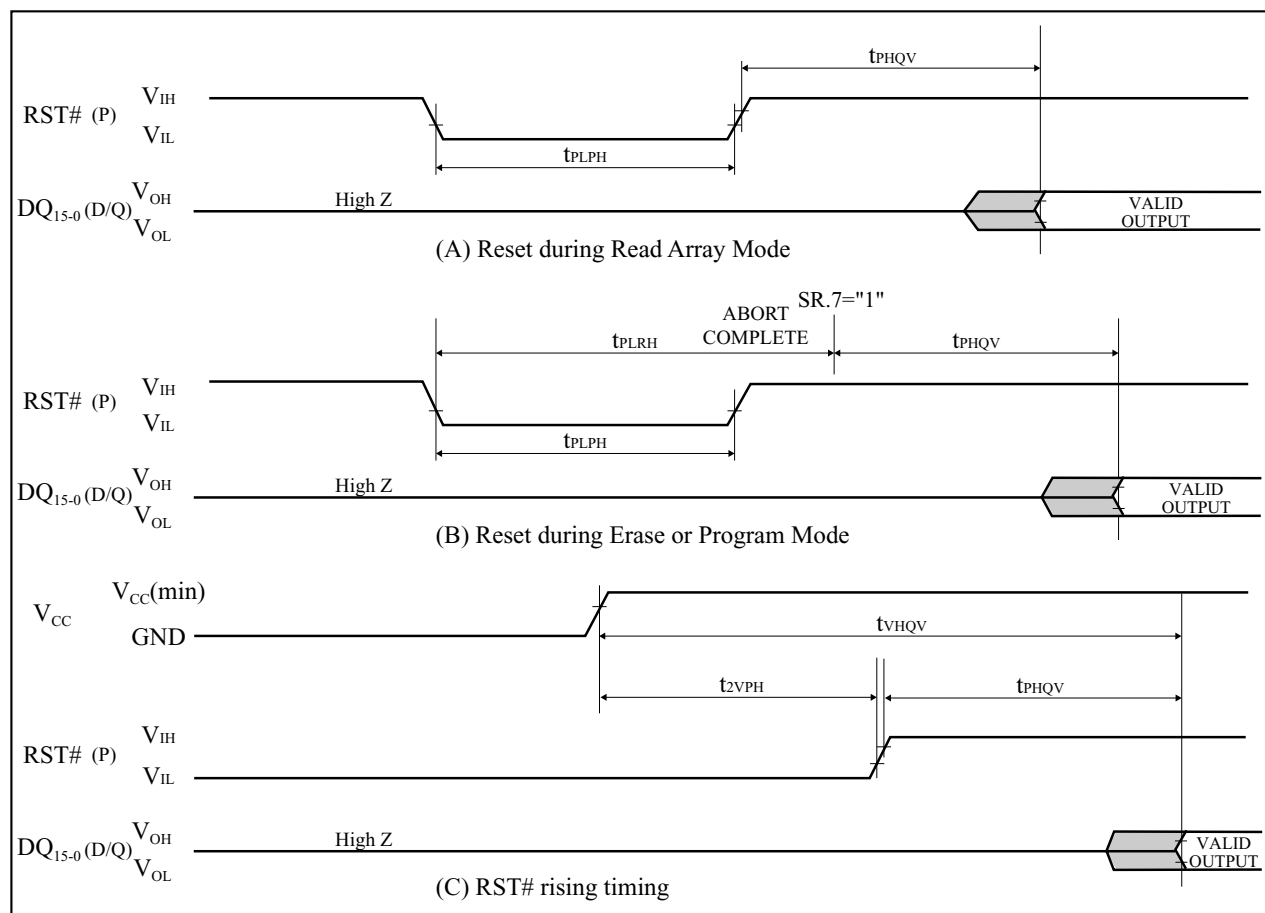 tPHQV
RST# (P)
VIH
VIL
tPLPH
DQ15-0 (D/Q)
VOH
VOL
High Z
VALID
OUTPUT
(A) Reset during Read Array Mode
SR.7="1"
ABORT
COMPLETE
tPLRH
tPHQV
RST# (P)
VIH
VIL
tPLPH
DQ15-0 (D/Q)
VOH
VOL
High Z
VALID
OUTPUT
(B) Reset during Erase or Program Mode
VCC
VCC(min)
GND
tVHQV
t2VPH
tPHQV
RST# (P)
VIH
VIL
DQ15-0 (D/Q)
VOH
VOL
High Z
VALID
OUTPUT
(C) RST# rising timing